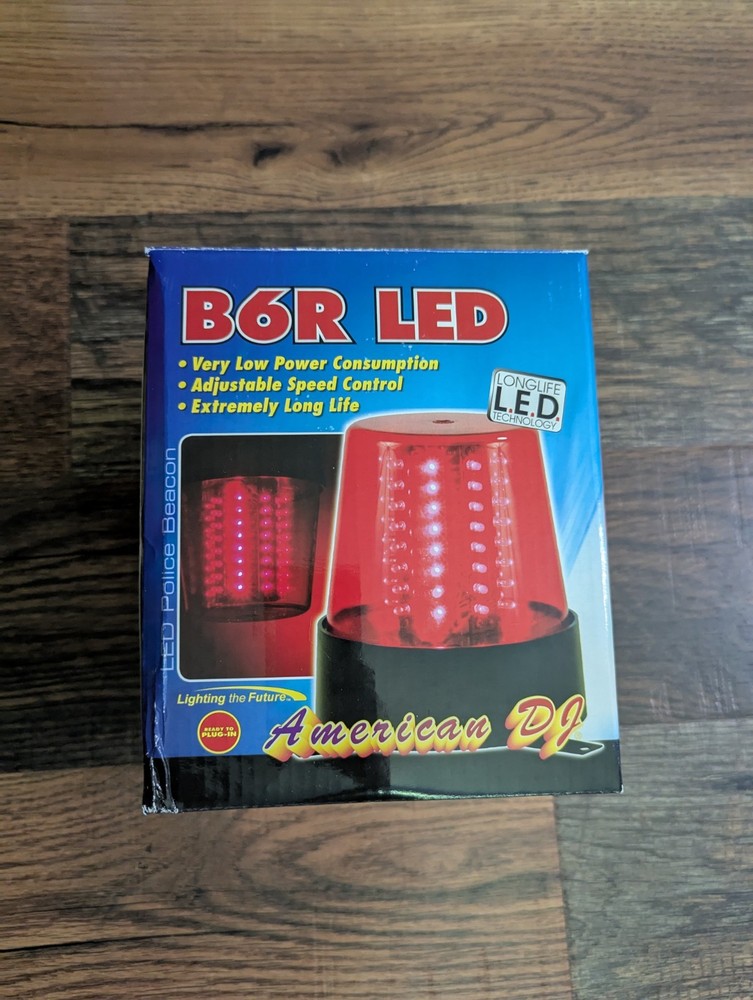 B6R LED
• Very Low Power Consumption
• Adjustable Speed Control
• Extremely Long Life
LONGLIFE
L.E.D.
TECHNOLOGY
LED Police Beacon
Lighting the Future™
READY TO
PLUG-IN
American DJ